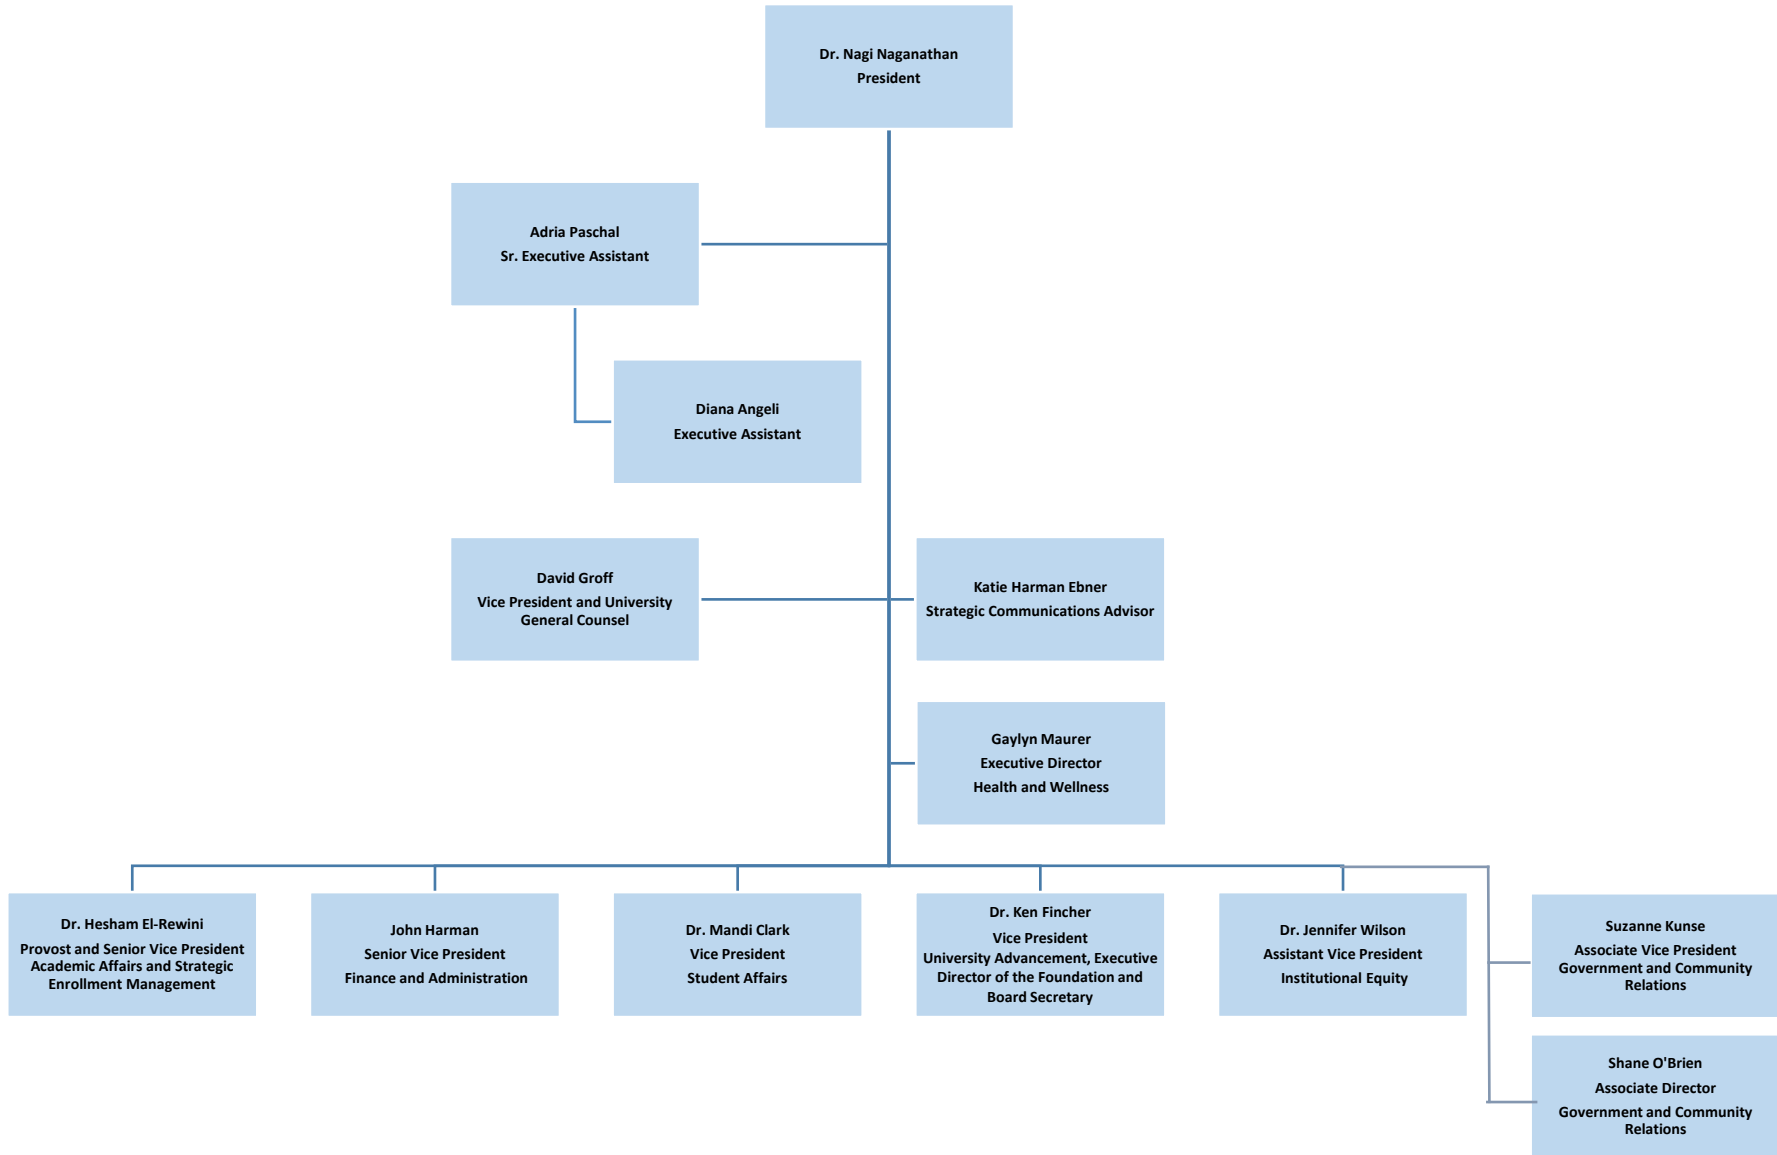 Dr. Nagi Naganathan
President
Adria Paschal
Sr. Executive Assistant
Diana Angeli
Executive Assistant
David Groff
Vice President and University
General Counsel
Katie Harman Ebner
Strategic Communications Advisor
Gaylyn Maurer
Executive Director
Health and Wellness
Dr. Hesham El-Rewini
Provost and Senior Vice President
Academic Affairs and Strategic
Enrollment Management
John Harman
Senior Vice President
Finance and Administration
Dr. Mandi Clark
Vice President
Student Affairs
Dr. Ken Fincher
Vice President
University Advancement, Executive
Director of the Foundation and
Board Secretary
Dr. Jennifer Wilson
Assistant Vice President
Institutional Equity
Suzanne Kunse
Associate Vice President
Government and Community
Relations
Shane O'Brien
Associate Director
Government and Community
Relations